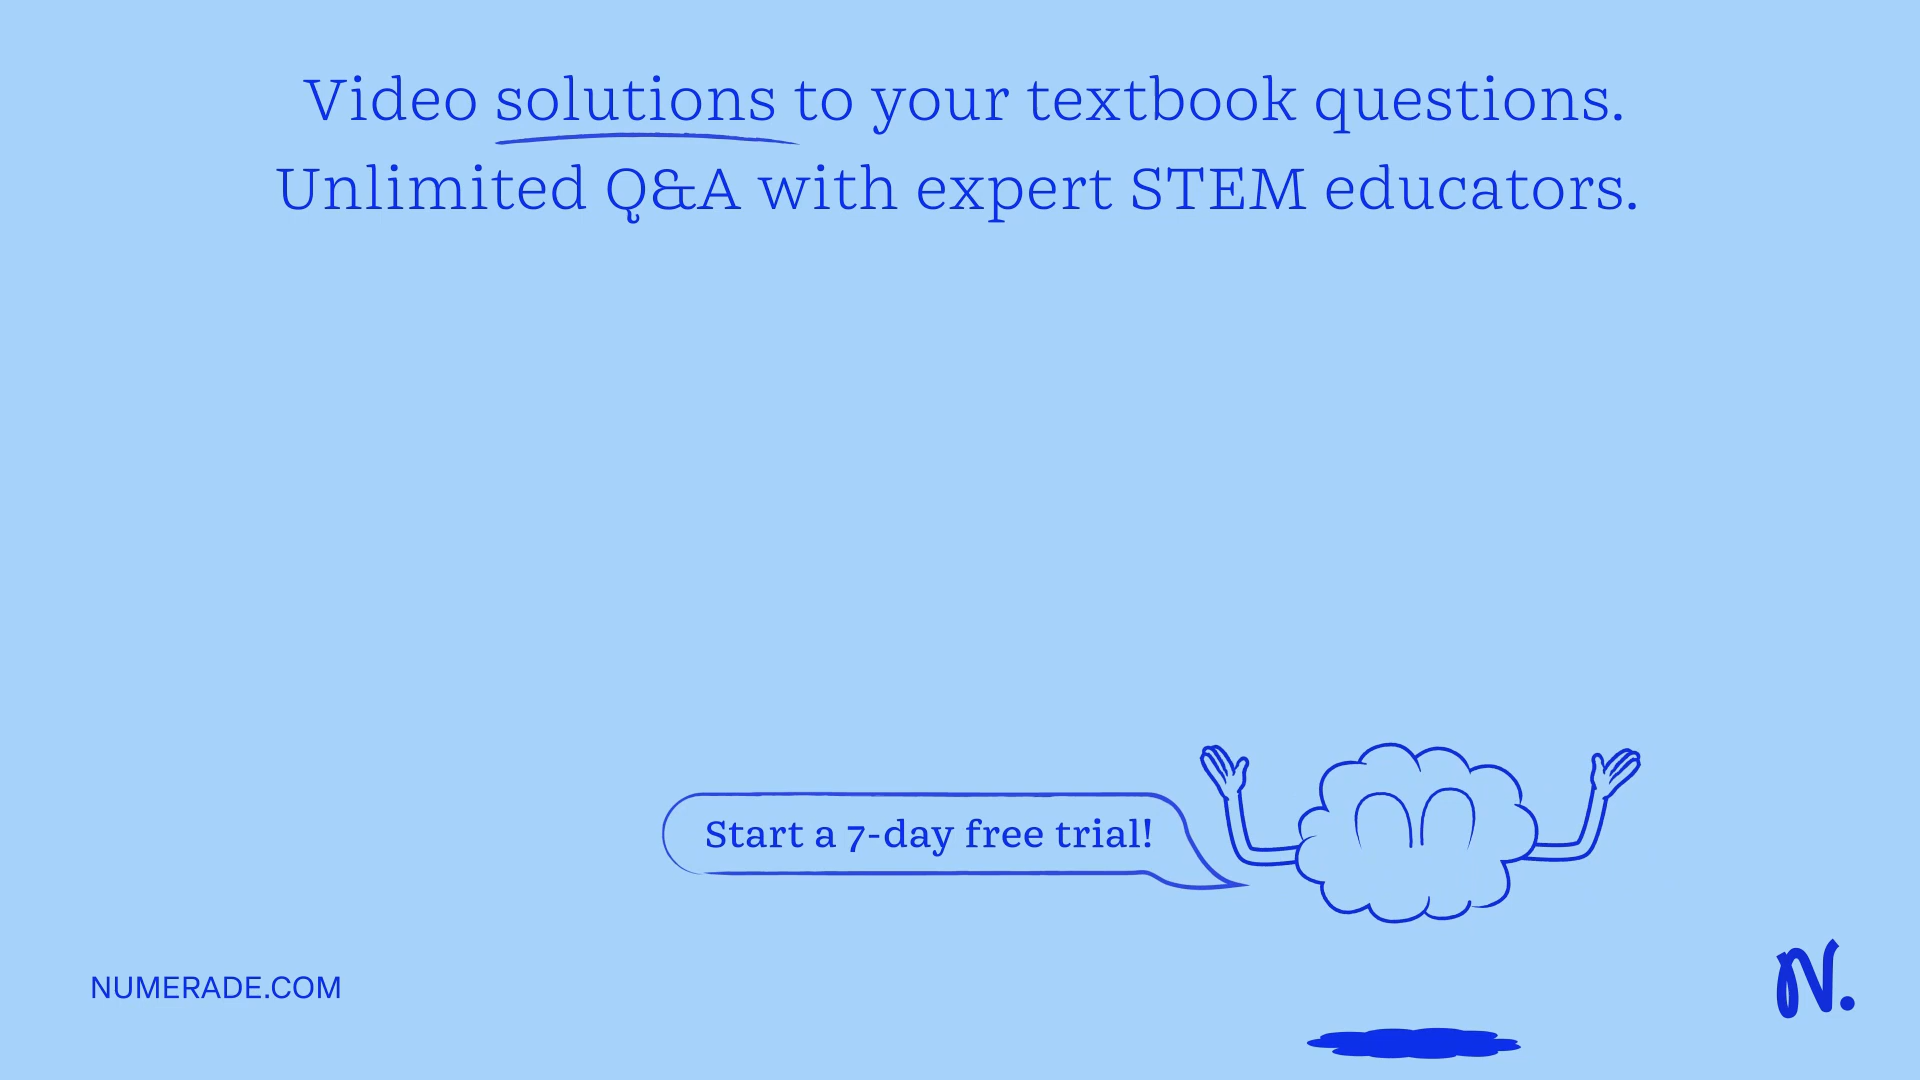 Video solutions to your textbook questions.
Unlimited Q&A with expert STEM educators.
Start a 7-day free trial!
NUMERADE.COM
N.